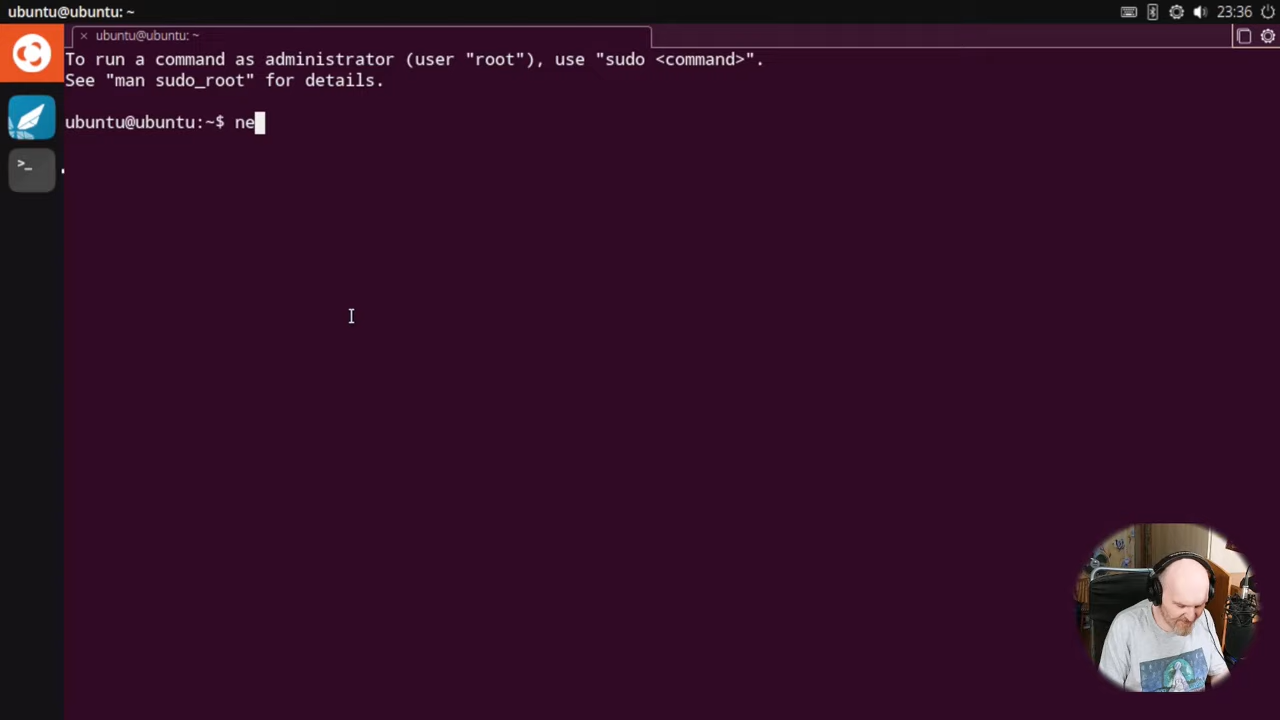 ubuntu@ubuntu: ~
23:36
× ubuntu@ubuntu: ~
To run a command as administrator (user "root"), use "sudo <command>".
See "man sudo_root" for details.
ubuntu@ubuntu:~$ ne
>_